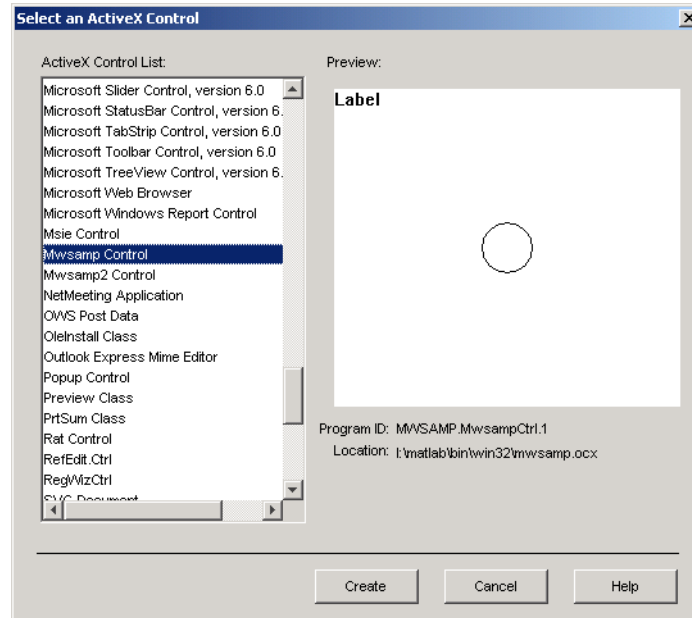 Select an ActiveX Control
ActiveX Control List:
Microsoft Slider Control, version 6.0
Microsoft StatusBar Control, version 6.
Microsoft TabStrip Control, version 6.0
Microsoft Toolbar Control, version 6.0
Microsoft TreeView Control, version 6.
Microsoft Web Browser
Microsoft Windows Report Control
Msie Control
Mwsamp Control
Mwsamp2 Control
NetMeeting Application
OWS Post Data
OleInstall Class
Outlook Express Mime Editor
Popup Control
Preview Class
PrtSum Class
Rat Control
RefEdit.Ctrl
RegWizCtrl
SVG Document
Preview:
Label
Program ID: MWSAMP.MwsampCtrl.1
Location: I:\matlab\bin\win32\mwsamp.ocx
Create Cancel Help